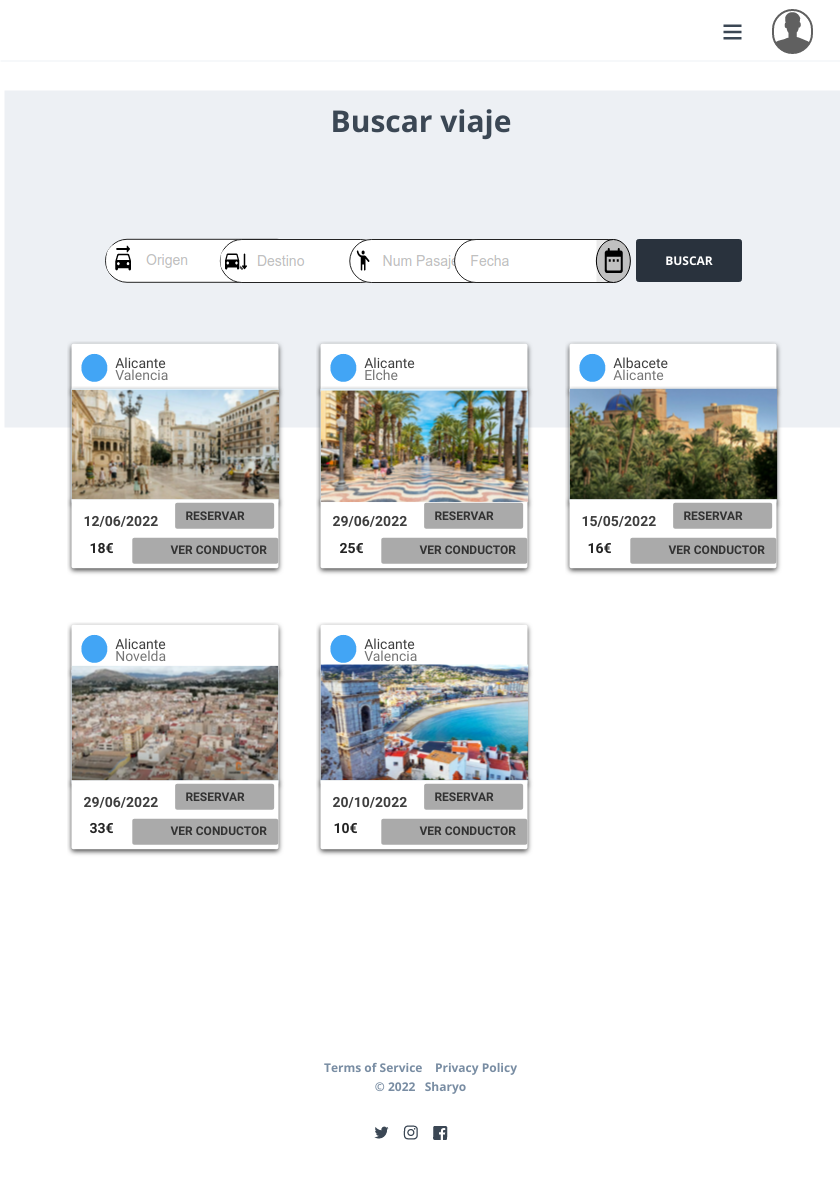 Buscar viaje
Origen
Destino
Num Pasaje
Fecha
BUSCAR
Alicante
Valencia
12/06/2022
RESERVAR
18€
VER CONDUCTOR
Alicante
Elche
29/06/2022
RESERVAR
25€
VER CONDUCTOR
Albacete
Alicante
15/05/2022
RESERVAR
16€
VER CONDUCTOR
Alicante
Novelda
29/06/2022
RESERVAR
33€
VER CONDUCTOR
Alicante
Valencia
20/10/2022
RESERVAR
10€
VER CONDUCTOR
Terms of Service Privacy Policy
© 2022 Sharyo